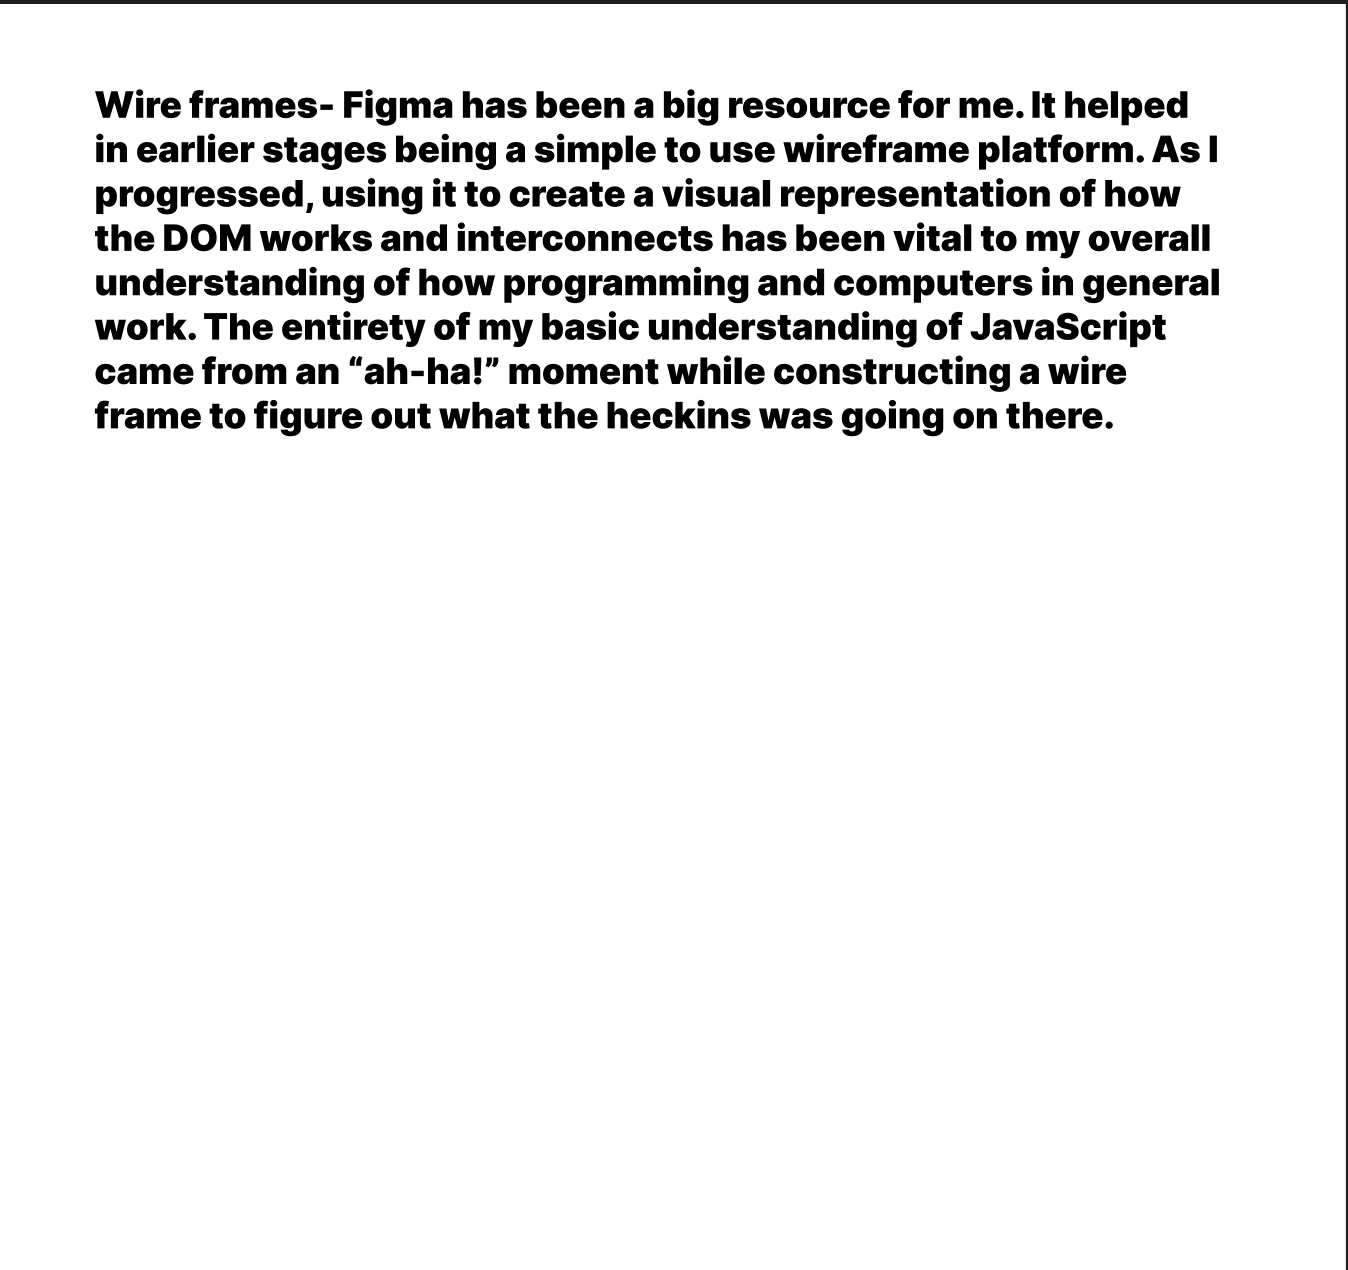 Wire frames- Figma has been a big resource for me. It helped
in earlier stages being a simple to use wireframe platform. As I
progressed, using it to create a visual representation of how
the DOM works and interconnects has been vital to my overall
understanding of how programming and computers in general
work. The entirety of my basic understanding of JavaScript
came from an “ah-ha!” moment while constructing a wire
frame to figure out what the heckins was going on there.